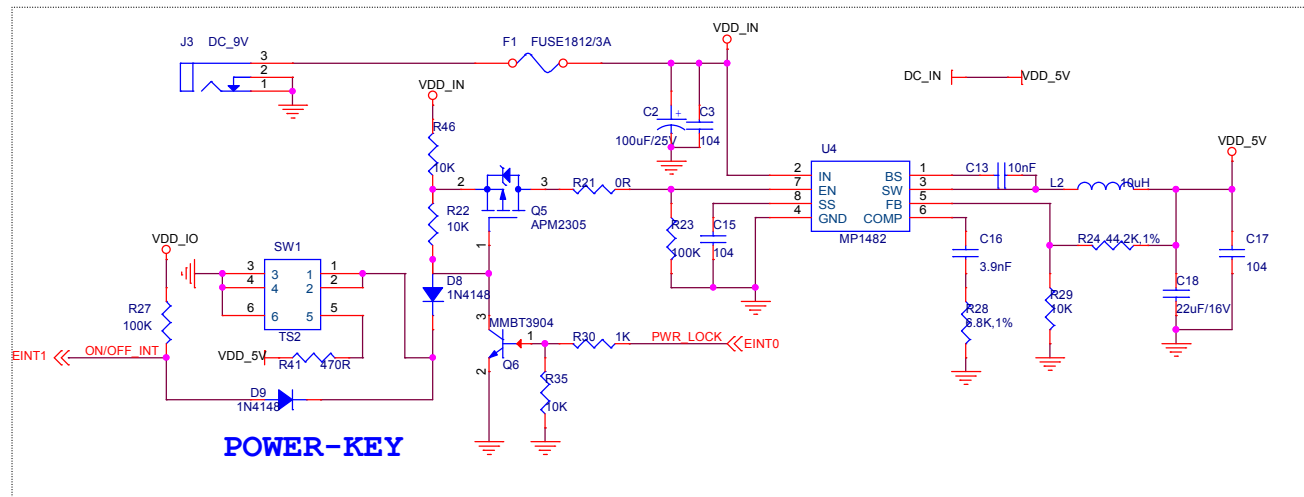 J3 DC_9V
3
2
1
F1 FUSE1812/3A
VDD_IN
VDD_IN
DC_IN VDD_5V
C2
100uF/25V
+
C3
104
R46
10K
2
3
1
Q5
APM2305
R21 0R
R22
10K
R23
100K
C15
104
U4
2 IN
7 EN
8 SS
4 GND
BS 1
SW 3
FB 5
COMP 6
MP1482
C13 10nF
L2 10uH
VDD_5V
R24 44.2K,1%
C16
3.9nF
C17
104
C18
22uF/16V
R28
6.8K,1%
R29
10K
VDD_IO
SW1
3 3 1 1
4 4 2 2
6 6 5 5
TS2
R27
100K
D8
1N4148
MMBT3904
3
1
2
Q6
R30 1K
PWR_LOCK
EINT0
R35
10K
EINT1
ON/OFF_INT
VDD_5V
R41 470R
D9
1N4148
POWER-KEY